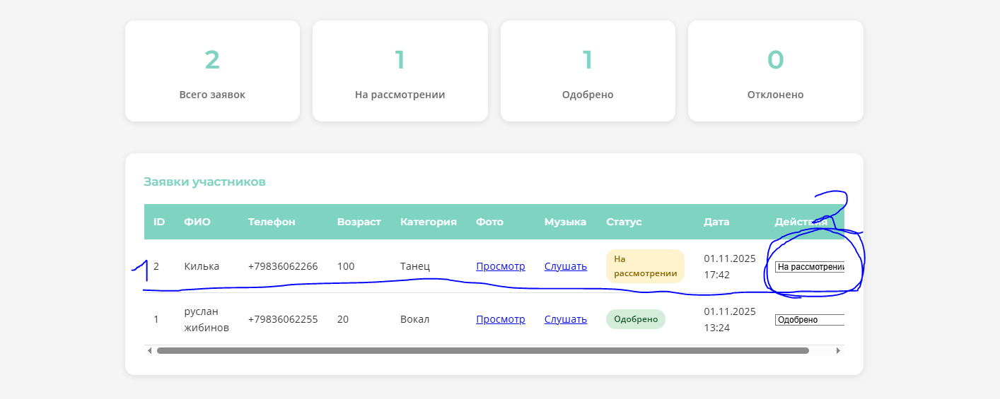 2
1
1
0
Всего заявок
На рассмотрении
Одобрено
Отклонено
Заявки участников
2
ID ФИО Телефон Возраст Категория Фото Музыка Статус Дата Действия
1
2 Килька +79836062266 100 Танец Просмотр Слушать На рассмотрении 01.11.2025 17:42 На рассмотрении
1 руслан жибинов +79836062255 20 Вокал Просмотр Слушать Одобрено 01.11.2025 13:24 Одобрено